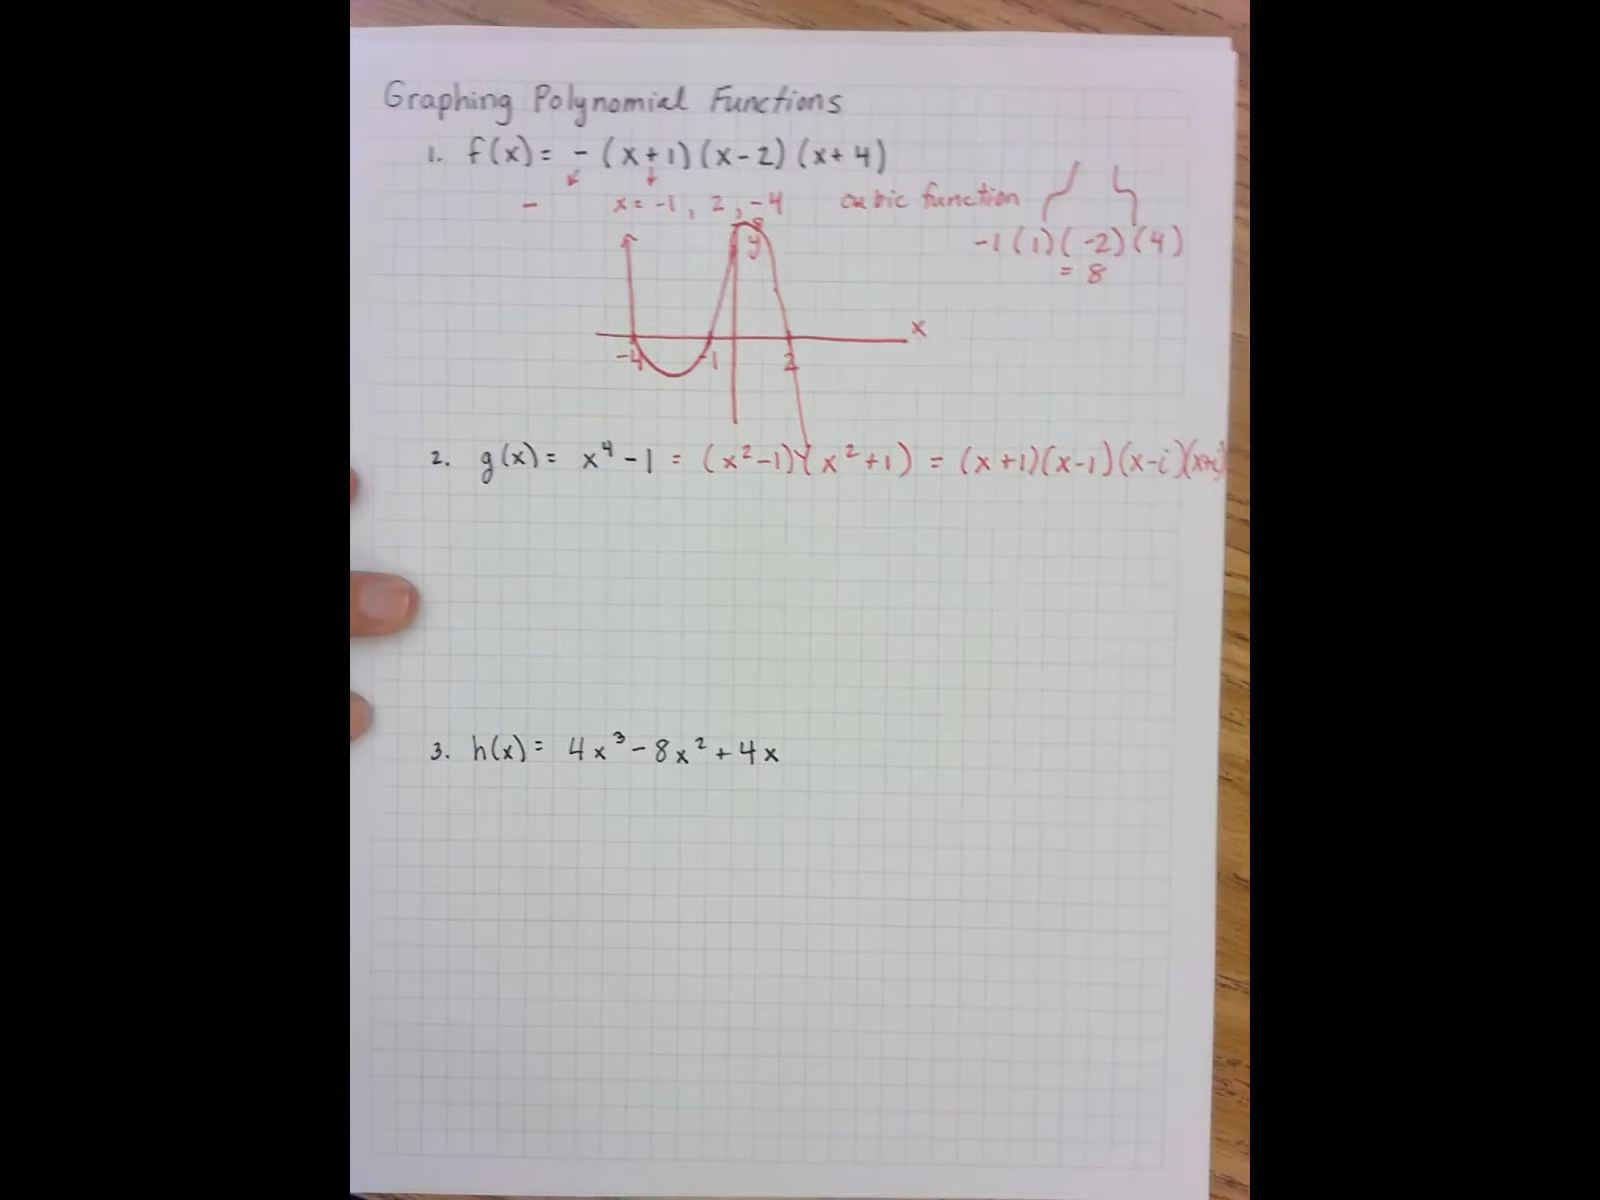 Graphing Polynomial Functions
1. f(x) = - (x+1)(x-2)(x+4)
- x = -1, 2, -4 cubic function
-1(1)(-2)(4)
= 8
8
y
x
-4 -1 2
2. g(x) = x⁴ - 1 = (x²-1)(x²+1) = (x+1)(x-1)(x-i)(x+i)
3. h(x) = 4x³ - 8x² + 4x